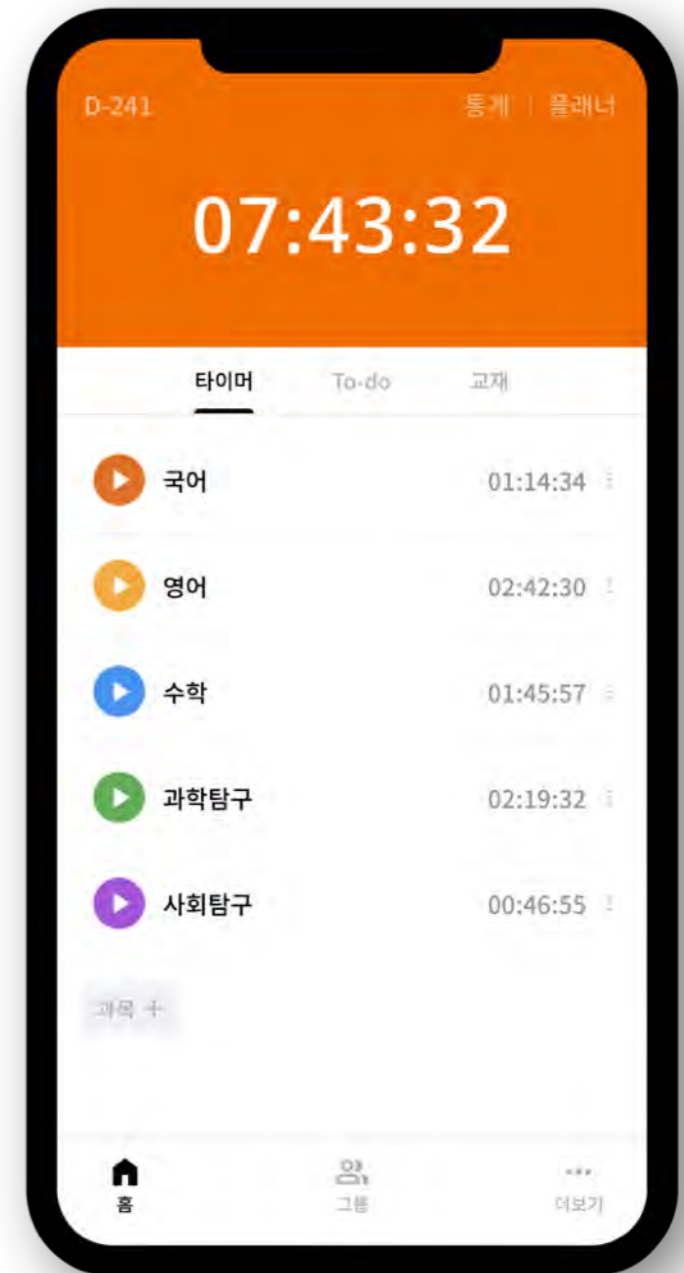 D-241 통계 | 플래너
07:43:32
타이머 To-do 교재
국어 01:14:34
영어 02:42:30
수학 01:45:57
과학탐구 02:19:32
사회탐구 00:46:55
과목 +
홈 그룹 더보기